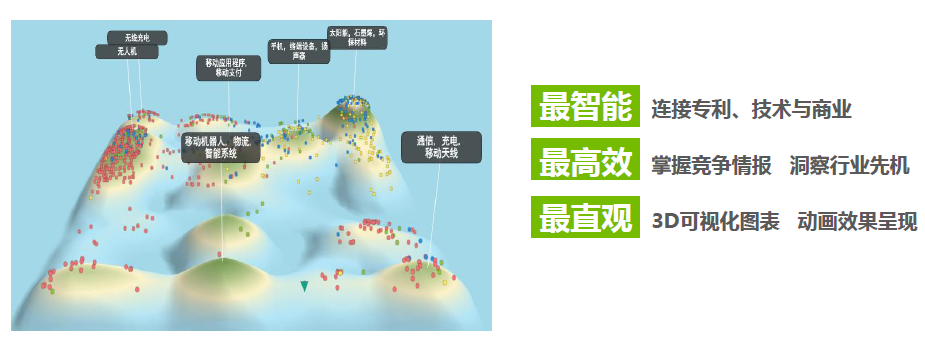 无线充电
无人机
移动应用程序,
移动支付
手机, 终端设备, 扬
声器
太阳能, 石墨烯, 环
保材料
移动机器人, 物流,
智能系统
通信, 充电,
移动天线
最智能 连接专利、技术与商业
最高效 掌握竞争情报 洞察行业先机
最直观 3D可视化图表 动画效果呈现